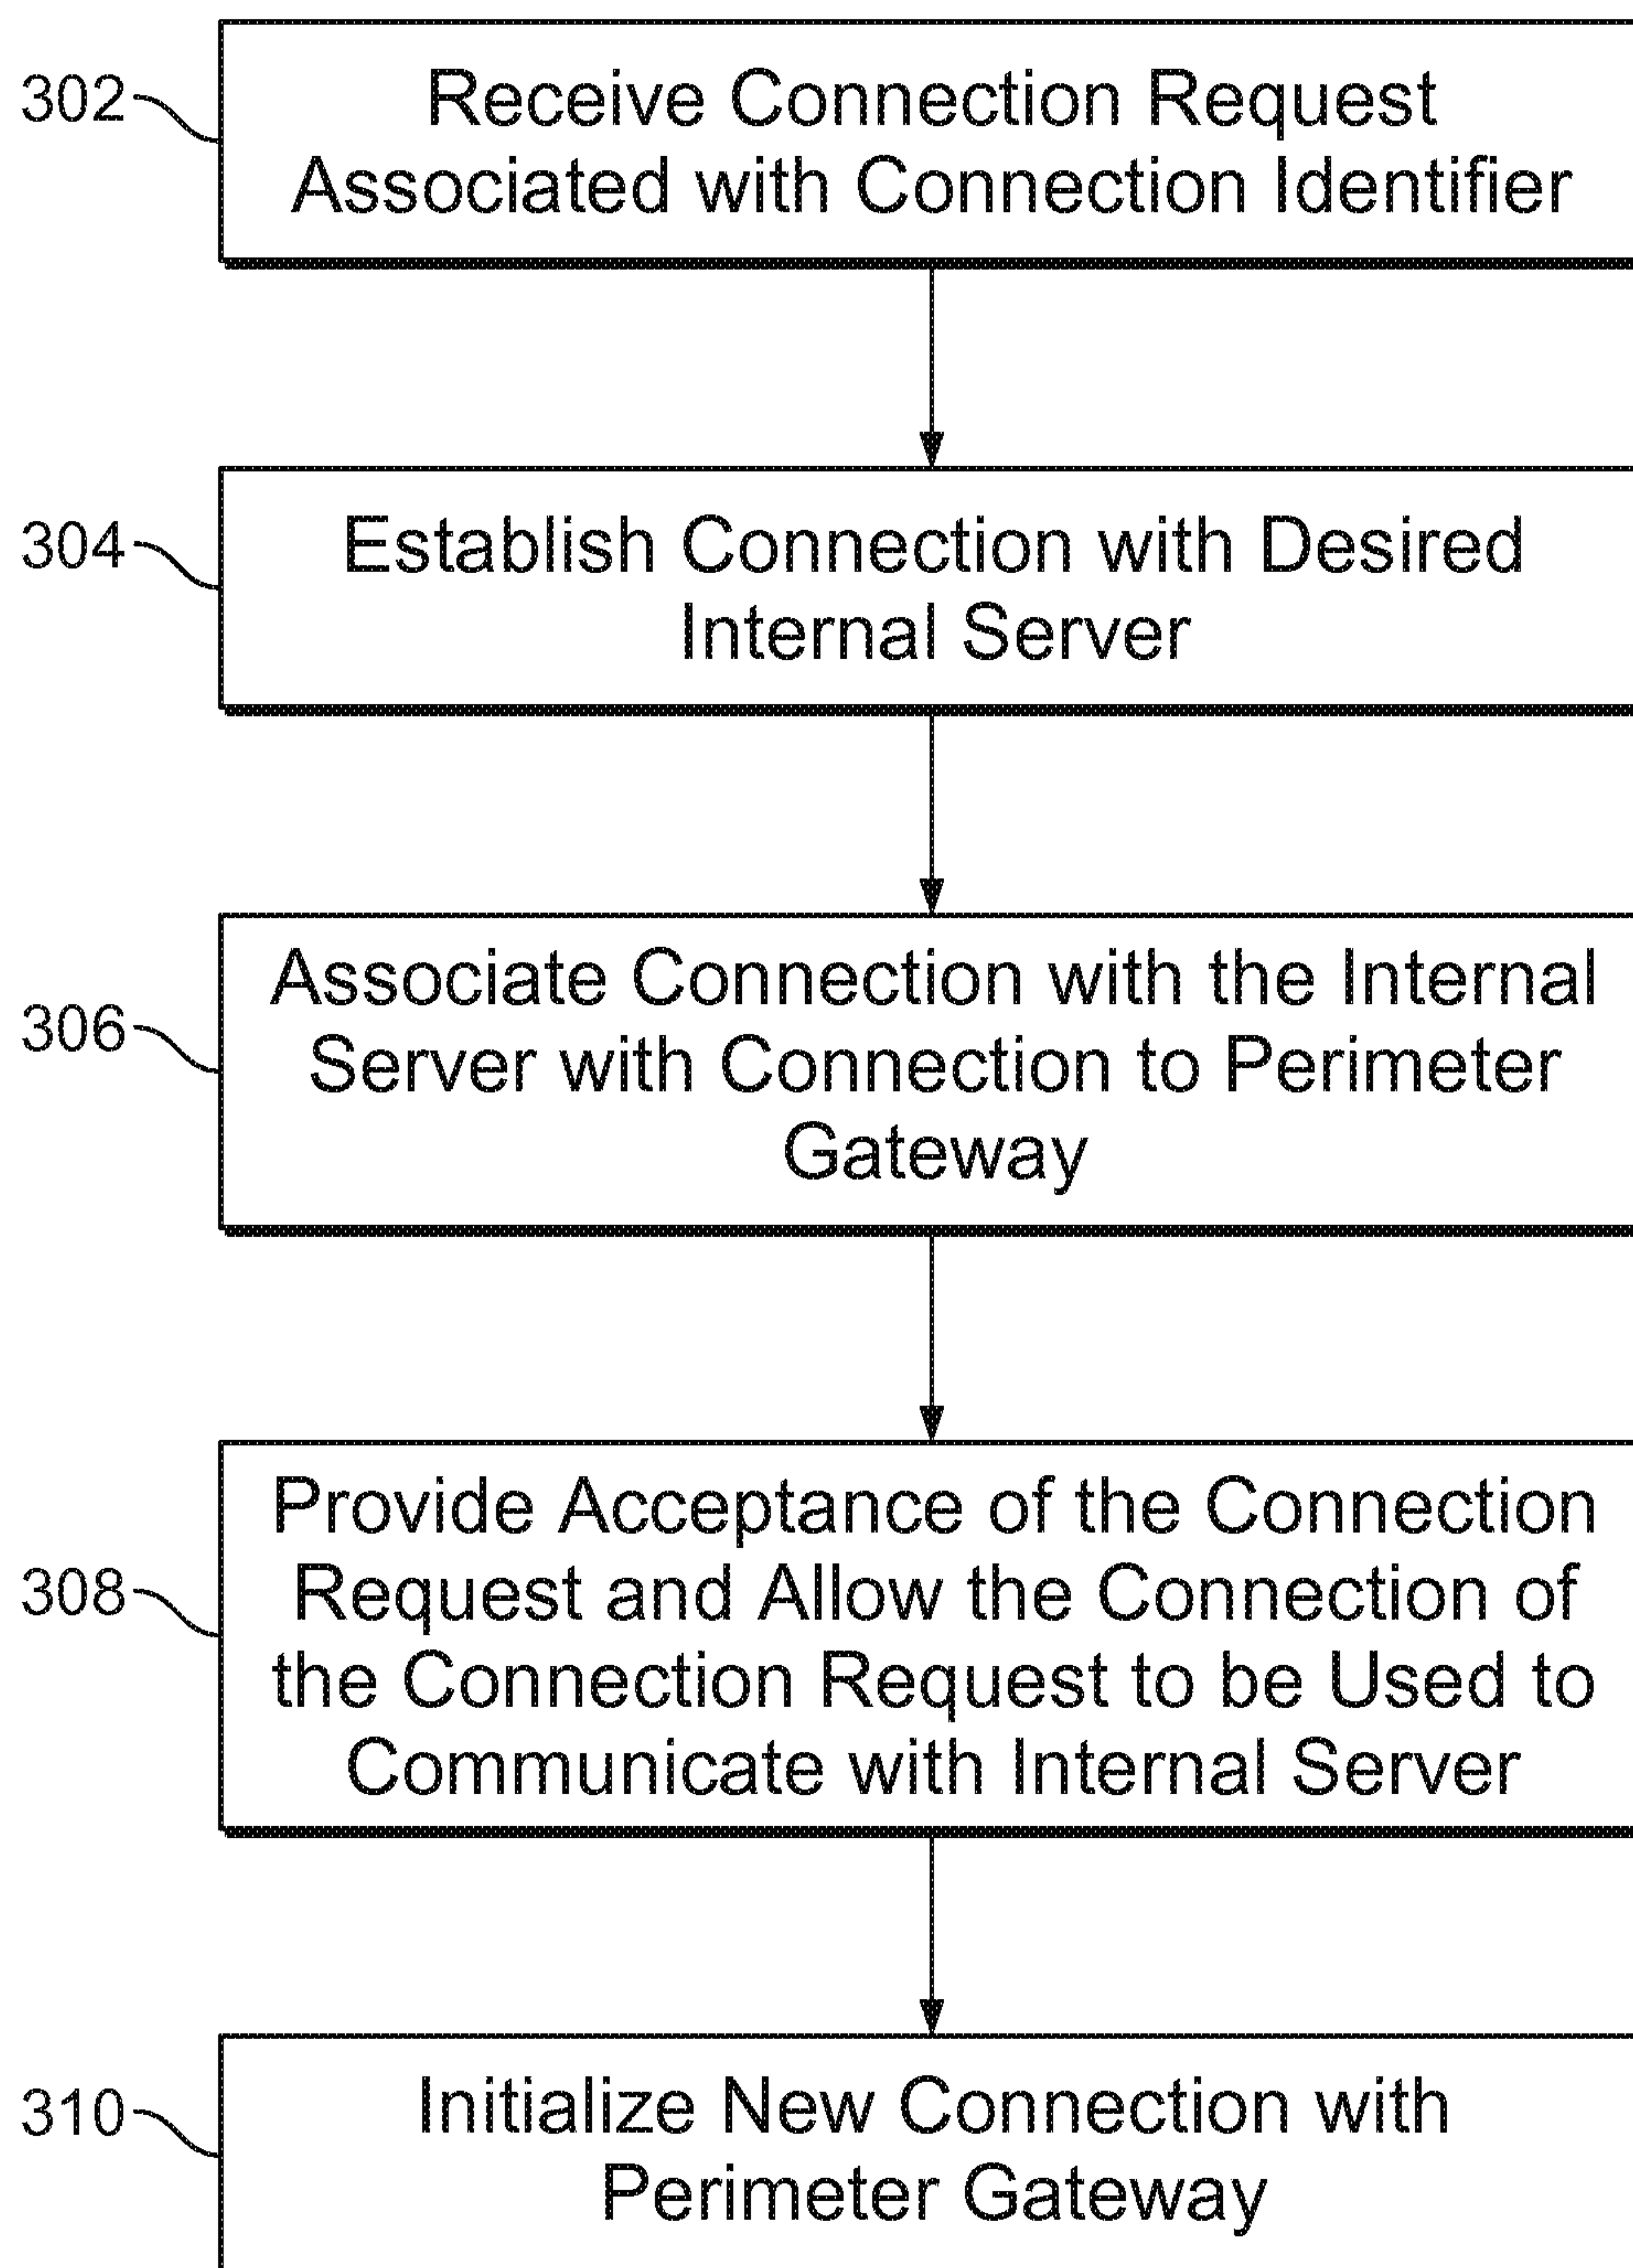 302
Receive Connection Request
Associated with Connection Identifier
304
Establish Connection with Desired
Internal Server
306
Associate Connection with the Internal
Server with Connection to Perimeter
Gateway
308
Provide Acceptance of the Connection
Request and Allow the Connection of
the Connection Request to be Used to
Communicate with Internal Server
310
Initialize New Connection with
Perimeter Gateway